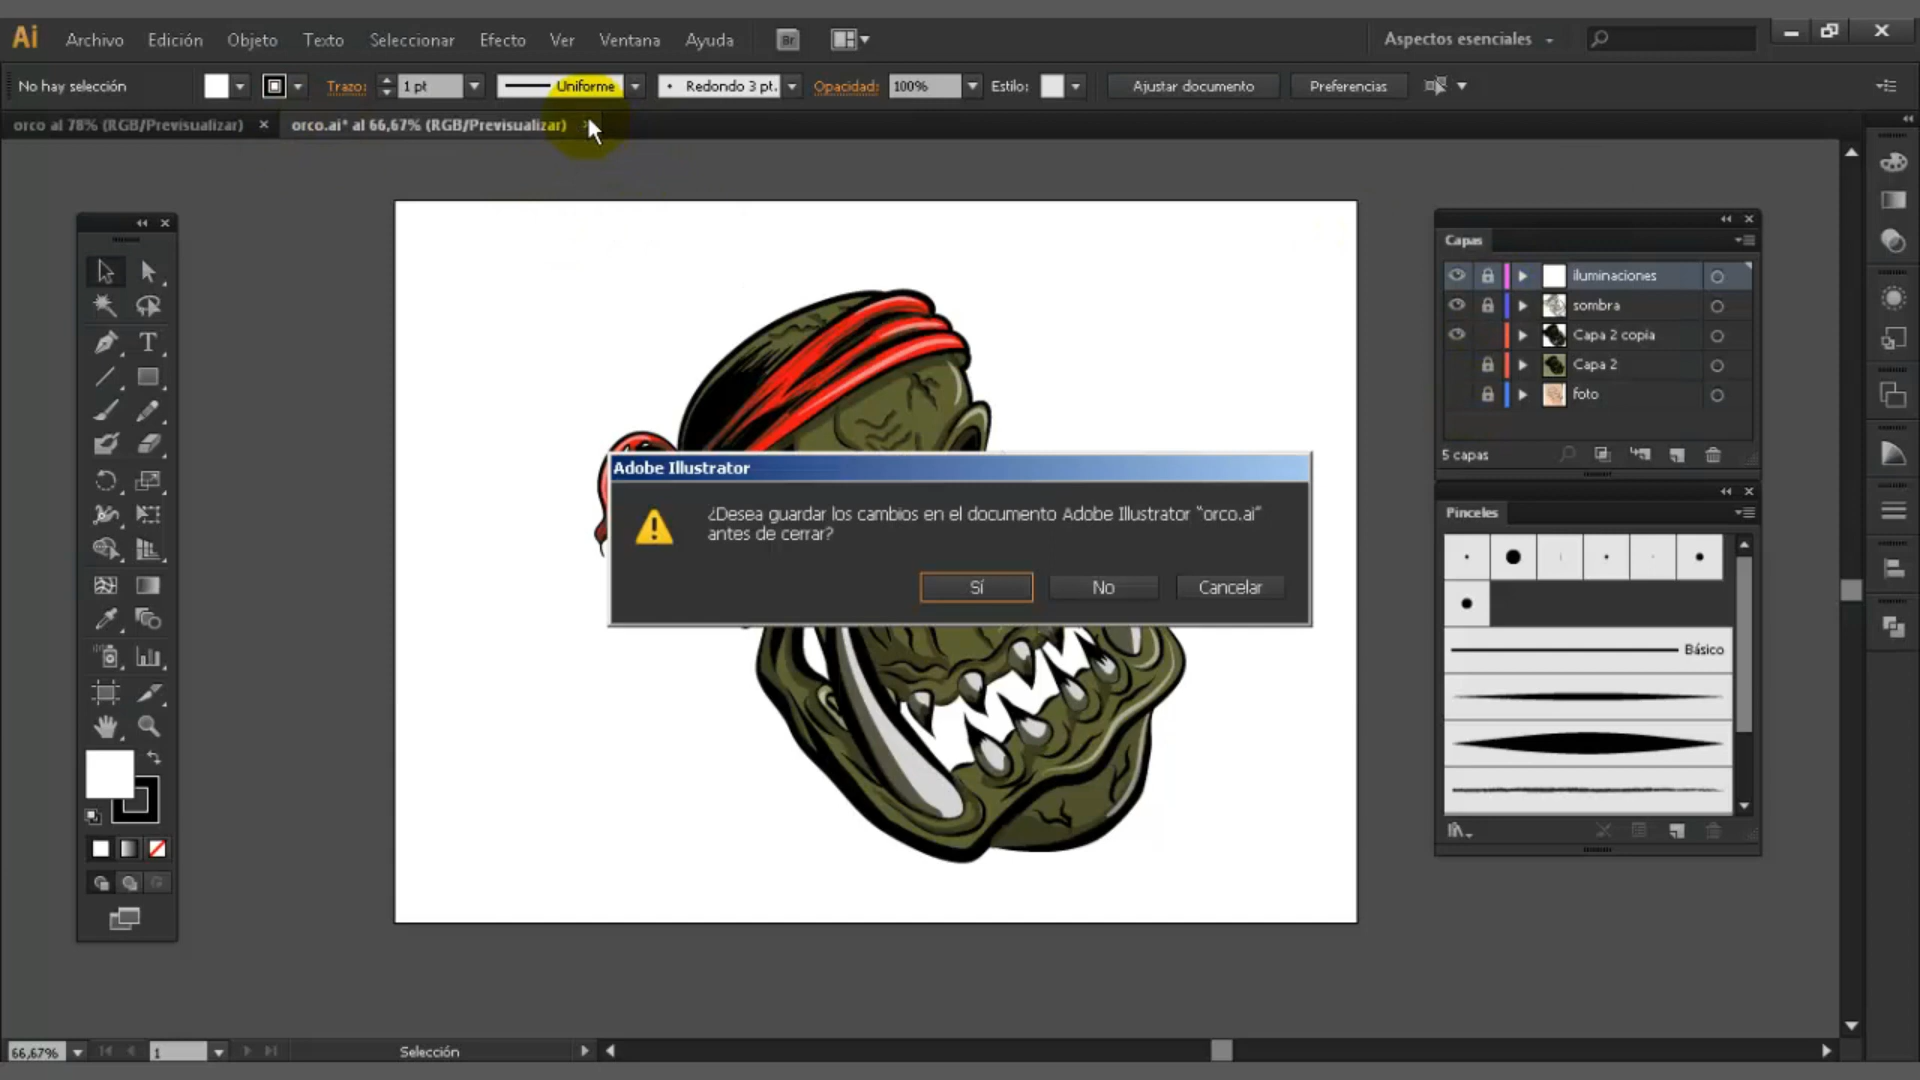 Ai Archivo Edición Objeto Texto Seleccionar Efecto Ver Ventana Ayuda Br Aspectos esenciales
No hay selección Trazo: 1 pt Uniforme Redondo 3 pt. Opacidad: 100% Estilo: Ajustar documento Preferencias
orco al 78% (RGB/Previsualizar) × orco.ai* al 66,67% (RGB/Previsualizar)
Capas
iluminaciones
sombra
Capa 2 copia
Capa 2
foto
5 capas
Adobe Illustrator
¿Desea guardar los cambios en el documento Adobe Illustrator “orco.ai”
antes de cerrar?
Sí No Cancelar
Pinceles
Básico
66,67% 1 Selección